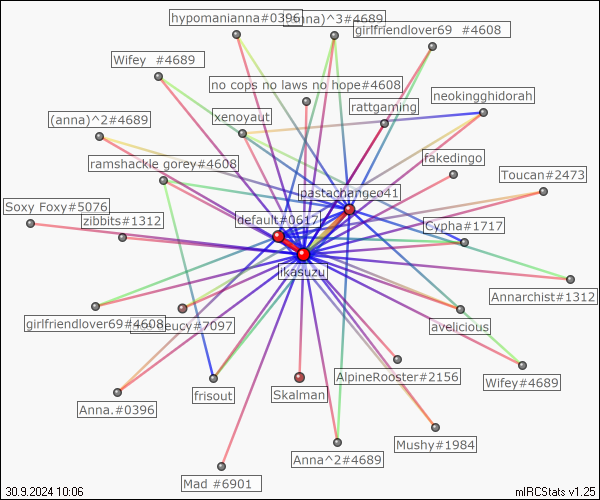 hypomanianna#0396
anna)^3#4689
girlfriendlover69 #4608
Wifey #4689
no cops no laws no hope#4608
neokingghidorah
rattgaming
xenoyaut
(anna)^2#4689
fakedingo
ramshackle gorey#4608
Toucan#2473
pastachangeo41
Soxy Foxy#5076
zibbits#1312
default#0617
Cypha#1717
ikasuzu
Annarchist#1312
girlfriendlover69#4608
eucy#7097
avelicious
AlpineRooster#2156
Wifey#4689
Skalman
frisout
Anna.#0396
Mushy#1984
Anna^2#4689
Mad #6901
30.9.2024 10:06
mIRCStats v1.25